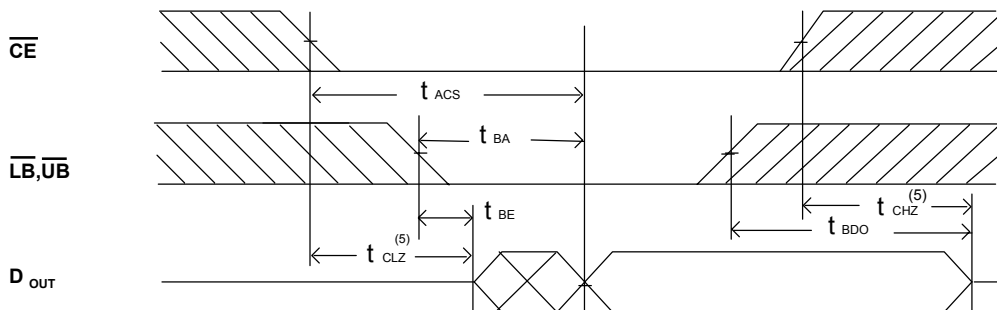 CE
t ACS
t BA
LB,UB
t BE
t CHZ (5)
t BDO
t CLZ (5)
D OUT